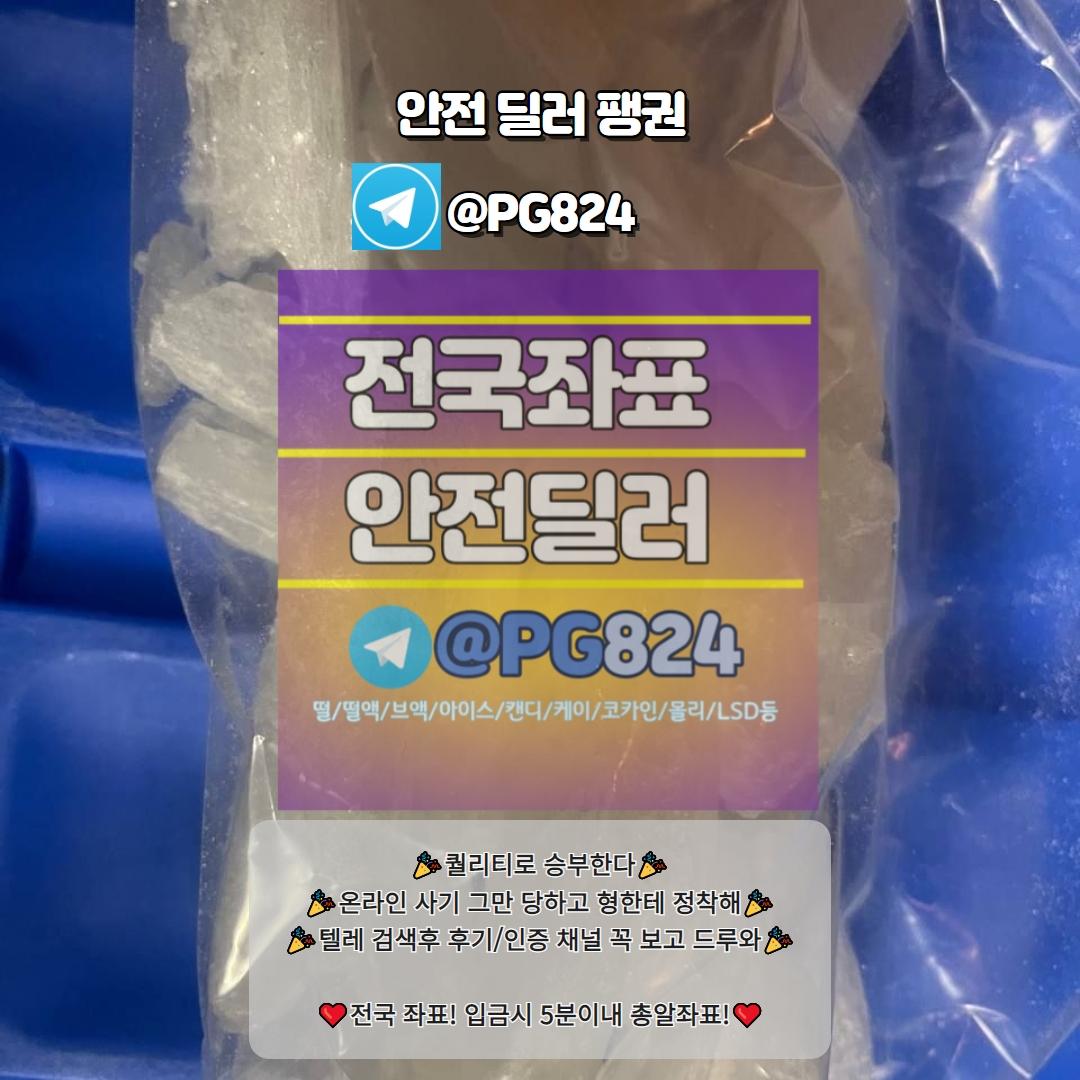 안전 딜러 팽권
@PG824
전국좌표
안전딜러
@PG824
떨/떨액/브액/아이스/캔디/케이/코카인/몰리/LSD등
🎉퀄리티로 승부한다🎉
🎉온라인 사기 그만 당하고 형한테 정착해🎉
🎉텔레 검색후 후기/인증 채널 꼭 보고 드루와🎉
❤️전국 좌표! 입금시 5분이내 총알좌표!❤️